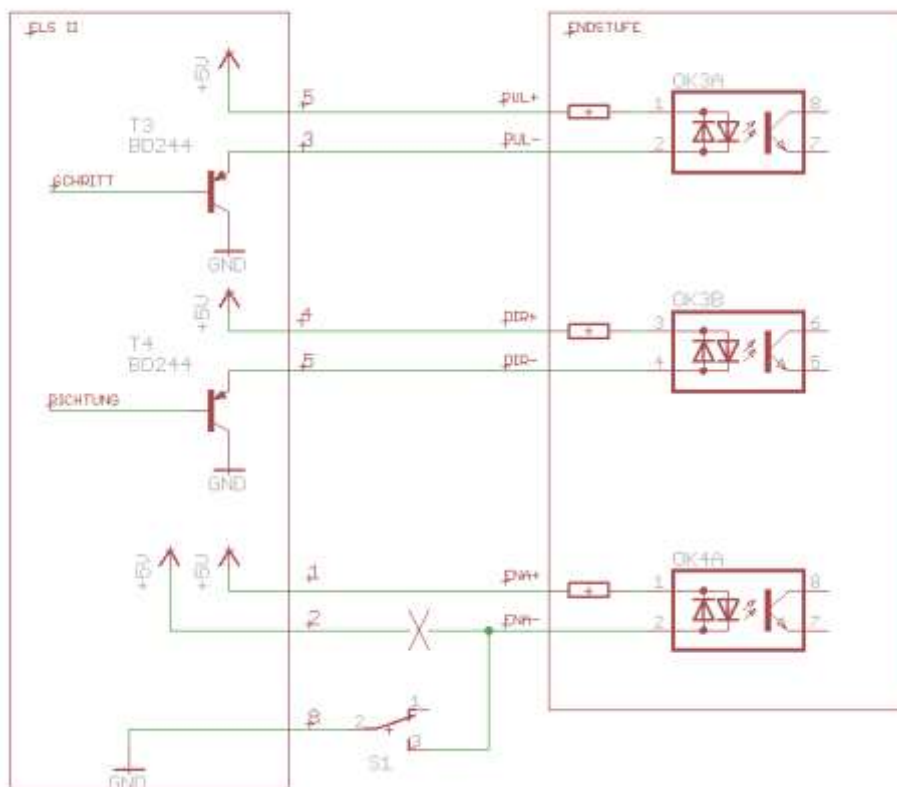 ELS II
ENDSTUFE
+5V
5
PUL+
OK3A
1
8
T3
BD244
3
PUL-
2
7
SCHRITT
GND
+5V
4
DIR+
OK3B
3
6
T4
BD244
5
DIR-
4
5
RICHTUNG
GND
+5V
+5V
1
ENA+
OK4A
1
8
2
ENA-
2
7
8
2
1
3
S1
GND